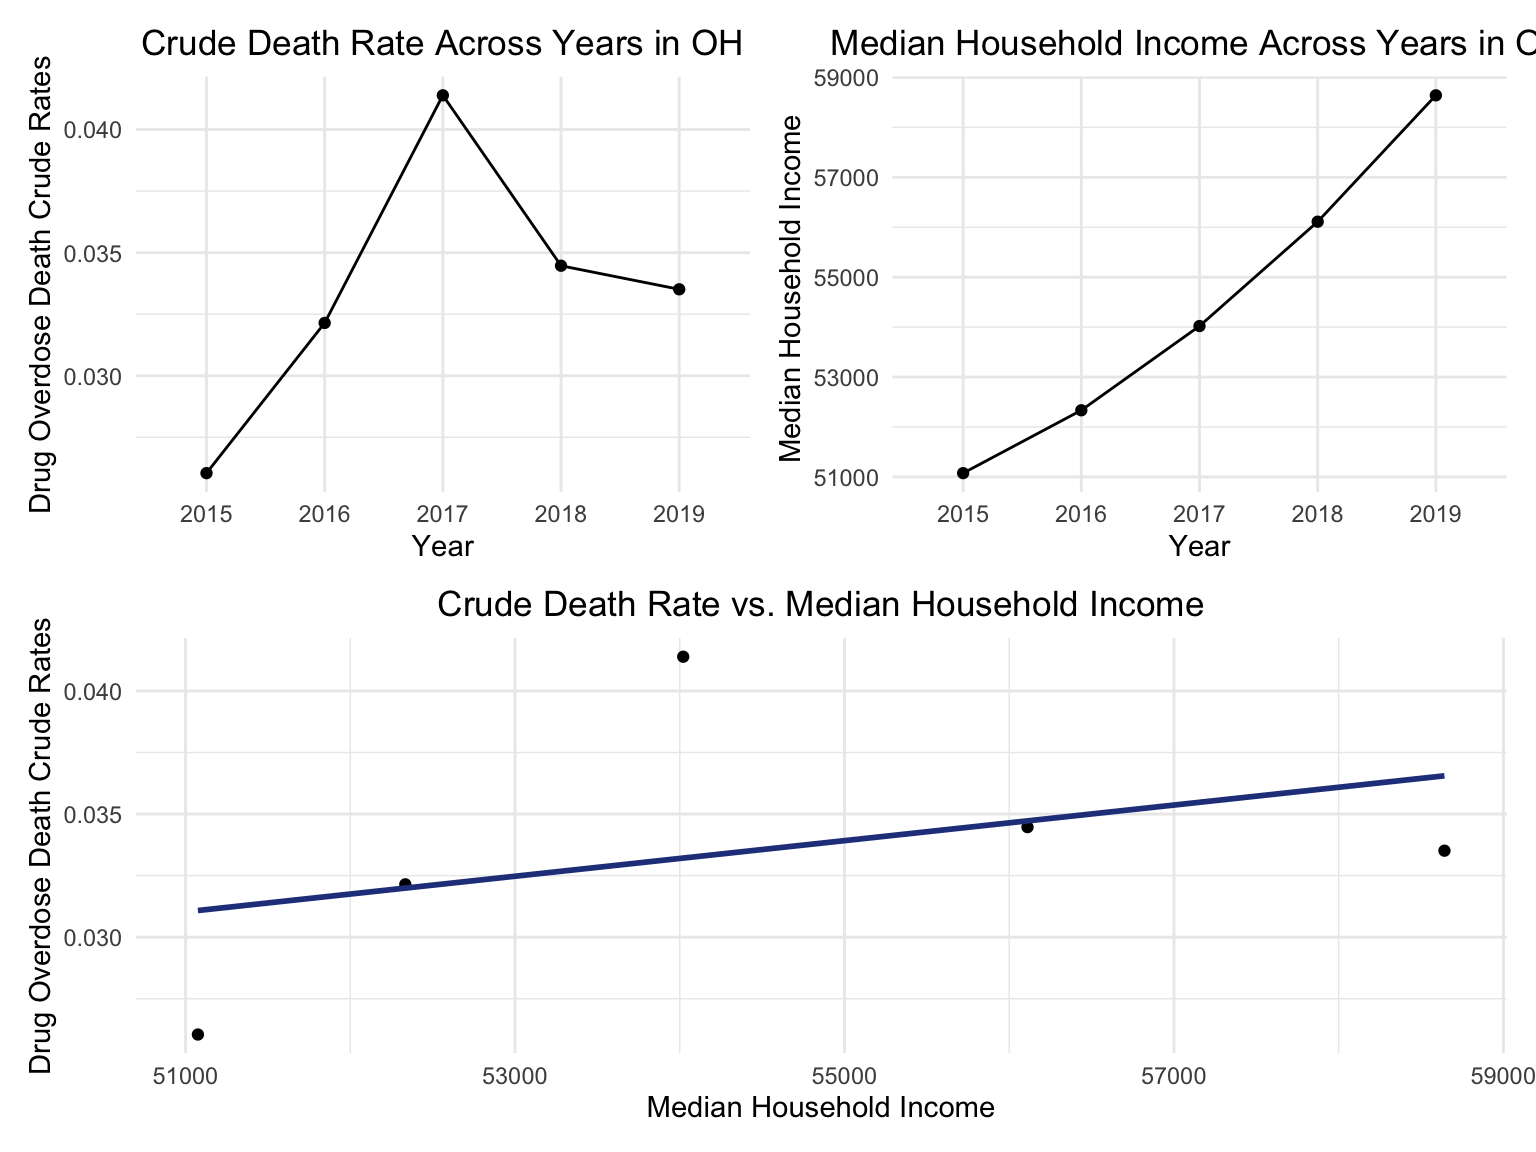 Crude Death Rate Across Years in OH
Drug Overdose Death Crude Rates
0.040
0.035
0.030
2015 2016 2017 2018 2019
Year
Median Household Income Across Years in
Median Household Income
59000
57000
55000
53000
51000
2015 2016 2017 2018 2019
Year
Crude Death Rate vs. Median Household Income
Drug Overdose Death Crude Rates
0.040
0.035
0.030
51000 53000 55000 57000 59000
Median Household Income